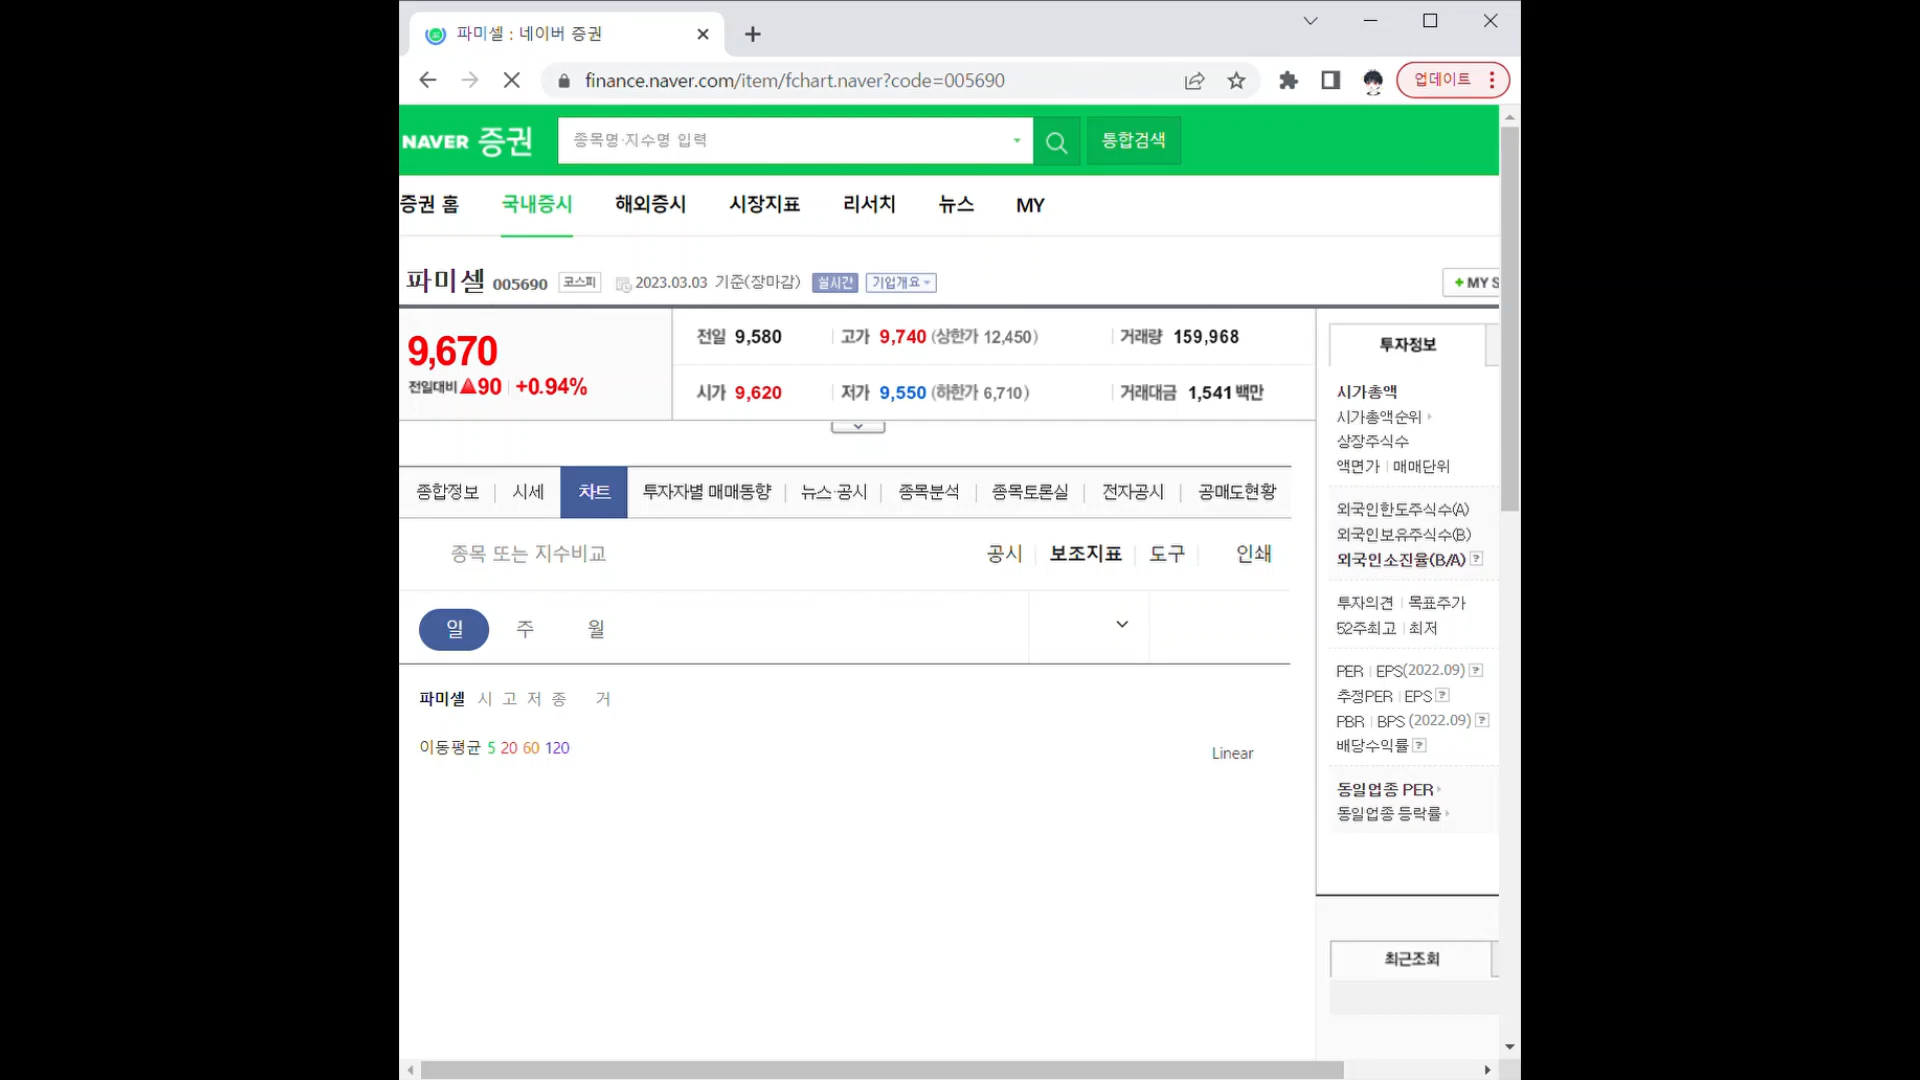 파미셀 : 네이버 증권
finance.naver.com/item/fchart.naver?code=005690
업데이트
NAVER 증권
종목명·지수명 입력
통합검색
증권 홈 국내증시 해외증시 시장지표 리서치 뉴스 MY
파미셀 005690 코스피 2023.03.03 기준(장마감) 실시간 기업개요
+ MY S
9,670
전일대비 ▲90 +0.94%
전일 9,580 고가 9,740 (상한가 12,450) 거래량 159,968
시가 9,620 저가 9,550 (하한가 6,710) 거래대금 1,541 백만
종합정보 시세 차트 투자자별 매매동향 뉴스·공시 종목분석 종목토론실 전자공시 공매도현황
종목 또는 지수비교 공시 보조지표 도구 인쇄
일 주 월
파미셀 시 고 저 종 거
이동평균 5 20 60 120
Linear
투자정보
시가총액
시가총액순위
상장주식수
액면가 매매단위
외국인한도주식수(A)
외국인보유주식수(B)
외국인소진율(B/A) ?
투자의견 목표주가
52주최고 최저
PER EPS(2022.09) ?
추정PER EPS ?
PBR BPS (2022.09) ?
배당수익률 ?
동일업종 PER
동일업종 등락률
최근조회